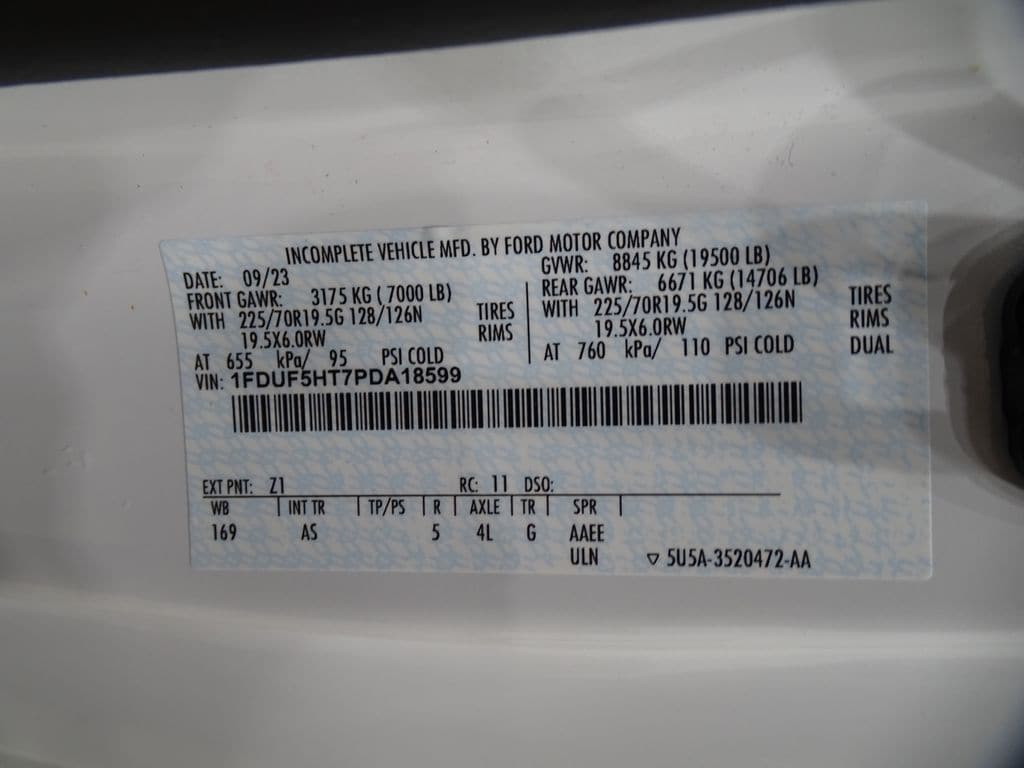 INCOMPLETE VEHICLE MFD. BY FORD MOTOR COMPANY
DATE: 09/23 GVWR: 8845 KG (19500 LB)
FRONT GAWR: 3175 KG ( 7000 LB) REAR GAWR: 6671 KG (14706 LB)
WITH 225/70R19.5G 128/126N TIRES WITH 225/70R19.5G 128/126N TIRES
19.5X6.0RW RIMS 19.5X6.0RW RIMS
AT 655 kPa/ 95 PSI COLD AT 760 kPa/ 110 PSI COLD DUAL
VIN: 1FDUF5HT7PDA18599
EXT PNT: Z1 RC: 11 DSO:
WB INT TR TP/PS R AXLE TR SPR
169 AS 5 4L G AAEE
ULN ▽ 5U5A-3520472-AA